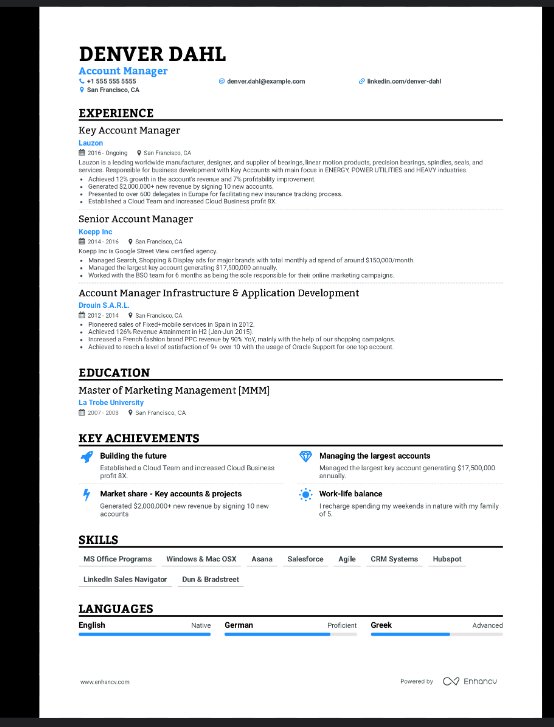 DENVER DAHL
Account Manager
+1 555 555 5555
denver.dahl@example.com
linkedin.com/denver-dahl
San Francisco, CA
EXPERIENCE
Key Account Manager
Lauzon
2016 - Ongoing San Francisco, CA
Lauzon is a leading worldwide manufacturer, designer, and supplier of bearings, linear motion products, precision bearings, spindles, seals, and
services. Responsible for business development with Key Accounts with main focus in ENERGY, POWER UTILITIES and HEAVY industries.
• Achieved 12% growth in the account's revenue and 7% profitability improvement.
• Generated $2,000,000+ new revenue by signing 10 new accounts.
• Presented to over 600 delegates in Europe for facilitating new insurance tracking process.
• Established a Cloud Team and increased Cloud Business profit 8X.
Senior Account Manager
Koepp Inc
2014 - 2016 San Francisco, CA
Koepp Inc is Google Street View certified agency.
• Managed Search, Shopping & Display ads for major brands with total monthly ad spend of around $150,000/month
• Managed the largest key account generating $17,500,000 annually.
• Worked with the BSO team for 6 months as being the sole responsible for their online marketing campaigns.
Account Manager Infrastructure & Application Development
Drouin S.A.R.L.
2012 - 2014 San Francisco, CA
• Pioneered sales of Fixed+mobile services in Spain in 2012.
• Achieved 126% Revenue Atteinment in H2 (Jan-Jun 2015)
• Increased a French fashion brand PPC revenue by 90% YoY, mainly with the help of our shopping campaigns.
• Achieved to reach a level of satisfaction of 9+ over 10 with the usage of Oracle Support for one top account.
EDUCATION
Master of Marketing Management [MMM]
La Trobe University
San Francisco, CA
KEY ACHIEVEMENTS
Building the future
Established a Cloud Team and increased Cloud Business
profit 8X.
Managing the largest accounts
Managed the largest key account generating $17,500,000
annually.
Market share - Key accounts & projects
Generated $2,000,000+ new revenue by signing 10 new
accounts
Work-life balance
I recharge spending my weekends in nature with my family
of 5.
SKILLS
MS Office Programs Windows & Mac OSX Asana Salesforce Agile CRM Systems Hubspot
LinkedIn Sales Navigator Dun & Bradstreet
LANGUAGES
English Native German Proficient Greek Advanced
www.enhancv.com
Powered by Enhancv